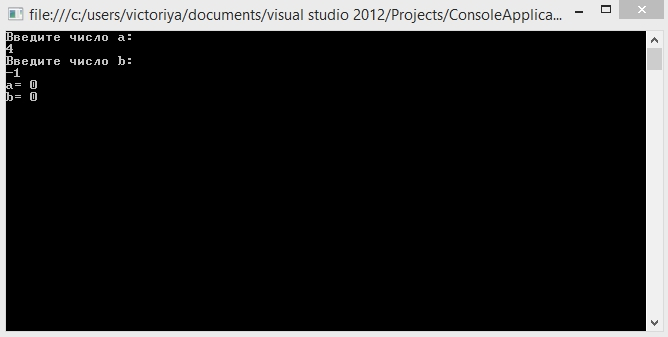 file:///c:/users/victoriya/documents/visual studio 2012/Projects/ConsoleApplica...
Введите число a:
4
Введите число b:
-1
a= 0
b= 0